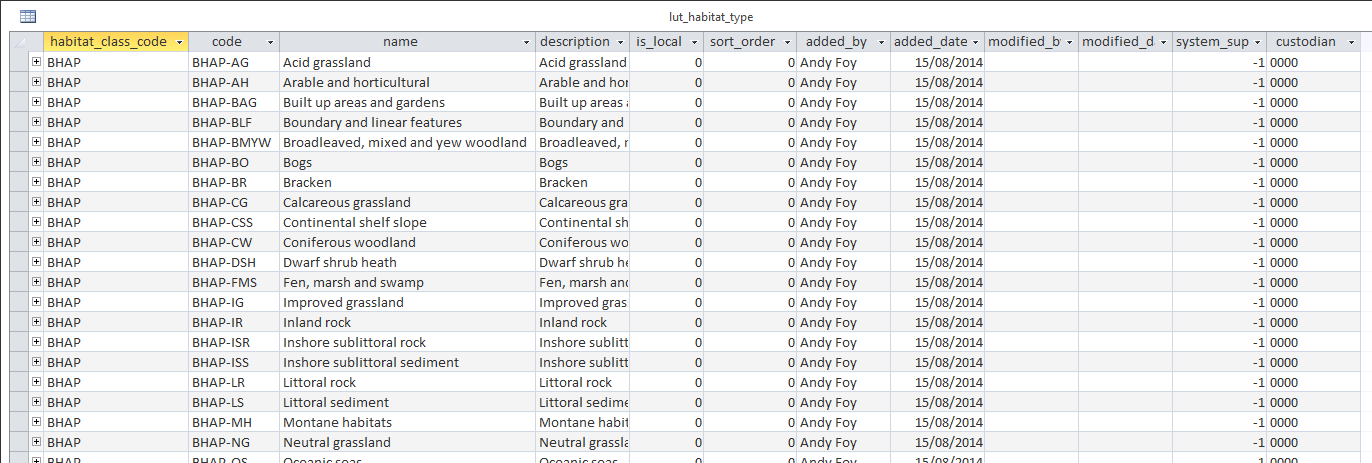 lut_habitat_type
habitat_class_code code name description is_local sort_order added_by added_date modified_b modified_d system_sup custodian
BHAP BHAP-AG Acid grassland Acid grassland 0 0 Andy Foy 15/08/2014 -1 0000
BHAP BHAP-AH Arable and horticultural Arable and hor 0 0 Andy Foy 15/08/2014 -1 0000
BHAP BHAP-BAG Built up areas and gardens Built up areas 0 0 Andy Foy 15/08/2014 -1 0000
BHAP BHAP-BLF Boundary and linear features Boundary and 0 0 Andy Foy 15/08/2014 -1 0000
BHAP BHAP-BMYW Broadleaved, mixed and yew woodland Broadleaved, 0 0 Andy Foy 15/08/2014 -1 0000
BHAP BHAP-BO Bogs Bogs 0 0 Andy Foy 15/08/2014 -1 0000
BHAP BHAP-BR Bracken Bracken 0 0 Andy Foy 15/08/2014 -1 0000
BHAP BHAP-CG Calcareous grassland Calcareous gra 0 0 Andy Foy 15/08/2014 -1 0000
BHAP BHAP-CSS Continental shelf slope Continental sh 0 0 Andy Foy 15/08/2014 -1 0000
BHAP BHAP-CW Coniferous woodland Coniferous wo 0 0 Andy Foy 15/08/2014 -1 0000
BHAP BHAP-DSH Dwarf shrub heath Dwarf shrub he 0 0 Andy Foy 15/08/2014 -1 0000
BHAP BHAP-FMS Fen, marsh and swamp Fen, marsh and 0 0 Andy Foy 15/08/2014 -1 0000
BHAP BHAP-IG Improved grassland Improved gras 0 0 Andy Foy 15/08/2014 -1 0000
BHAP BHAP-IR Inland rock Inland rock 0 0 Andy Foy 15/08/2014 -1 0000
BHAP BHAP-ISR Inshore sublittoral rock Inshore sublitt 0 0 Andy Foy 15/08/2014 -1 0000
BHAP BHAP-ISS Inshore sublittoral sediment Inshore sublitt 0 0 Andy Foy 15/08/2014 -1 0000
BHAP BHAP-LR Littoral rock Littoral rock 0 0 Andy Foy 15/08/2014 -1 0000
BHAP BHAP-LS Littoral sediment Littoral sedime 0 0 Andy Foy 15/08/2014 -1 0000
BHAP BHAP-MH Montane habitats Montane habit 0 0 Andy Foy 15/08/2014 -1 0000
BHAP BHAP-NG Neutral grassland Neutral grassla 0 0 Andy Foy 15/08/2014 -1 0000